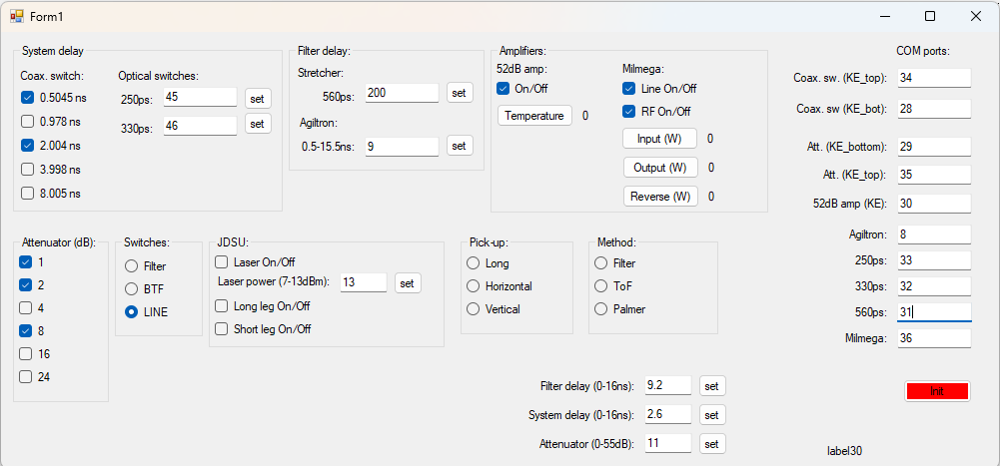 Form1
System delay
Coax. switch:
0.5045 ns
0.978 ns
2.004 ns
3.998 ns
8.005 ns
Optical switches:
250ps: 45 set
330ps: 46 set
Filter delay:
Stretcher:
560ps: 200 set
Agiltron:
0.5-15.5ns: 9 set
Amplifiers:
52dB amp:
On/Off
Temperature 0
Milmega:
Line On/Off
RF On/Off
Input (W) 0
Output (W) 0
Reverse (W) 0
COM ports:
Coax. sw. (KE_top): 34
Coax. sw (KE_bot): 28
Att. (KE_bottom): 29
Att. (KE_top): 35
52dB amp (KE): 30
Agiltron: 8
250ps: 33
330ps: 32
560ps: 31
Milmega: 36
Init
Attenuator (dB):
1
2
4
8
16
24
Switches:
Filter
BTF
LINE
JDSU:
Laser On/Off
Laser power (7-13dBm): 13 set
Long leg On/Off
Short leg On/Off
Pick-up:
Long
Horizontal
Vertical
Method:
Filter
ToF
Palmer
Filter delay (0-16ns): 9.2 set
System delay (0-16ns): 2.6 set
Attenuator (0-55dB): 11 set
label30